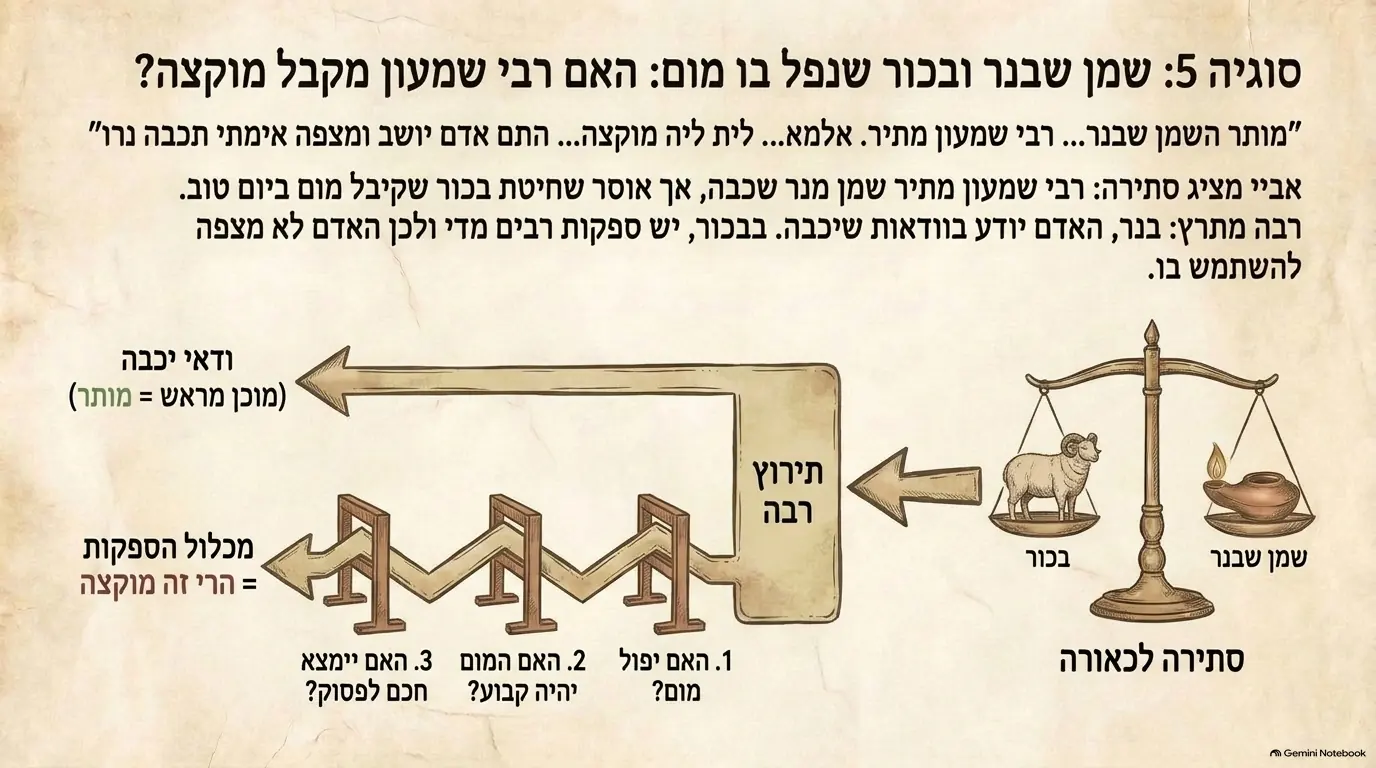 סוגיה 5: שמן שבנר ובכור שנפל בו מום: האם רבי שמעון מקבל מוקצה?
"מותר השמן שבנר... רבי שמעון מתיר. אלמא... לית ליה מוקצה... התם אדם יושב ומצפה אימתי תכבה נרו"
אביי מציג סתירה: רבי שמעון מתיר שמן מנר שכבה, אך אוסר שחיטת בכור שקיבל מום ביום טוב.
רבה מתרץ: בנר, האדם יודע בוודאות שיכבה. בבכור, יש ספקות רבים מדי ולכן האדם לא מצפה
להשתמש בו.
שמן שבנר
בכור
סתירה לכאורה
תירוץ
רבה
ודאי יכבה
(מוכן מראש = מותר)
מכלול הספקות
= הרי זה מוקצה
1. האם יפול
מום?
2. האם המום
יהיה קבוע?
3. האם יימצא
חכם לפסוק?
Gemini Notebook